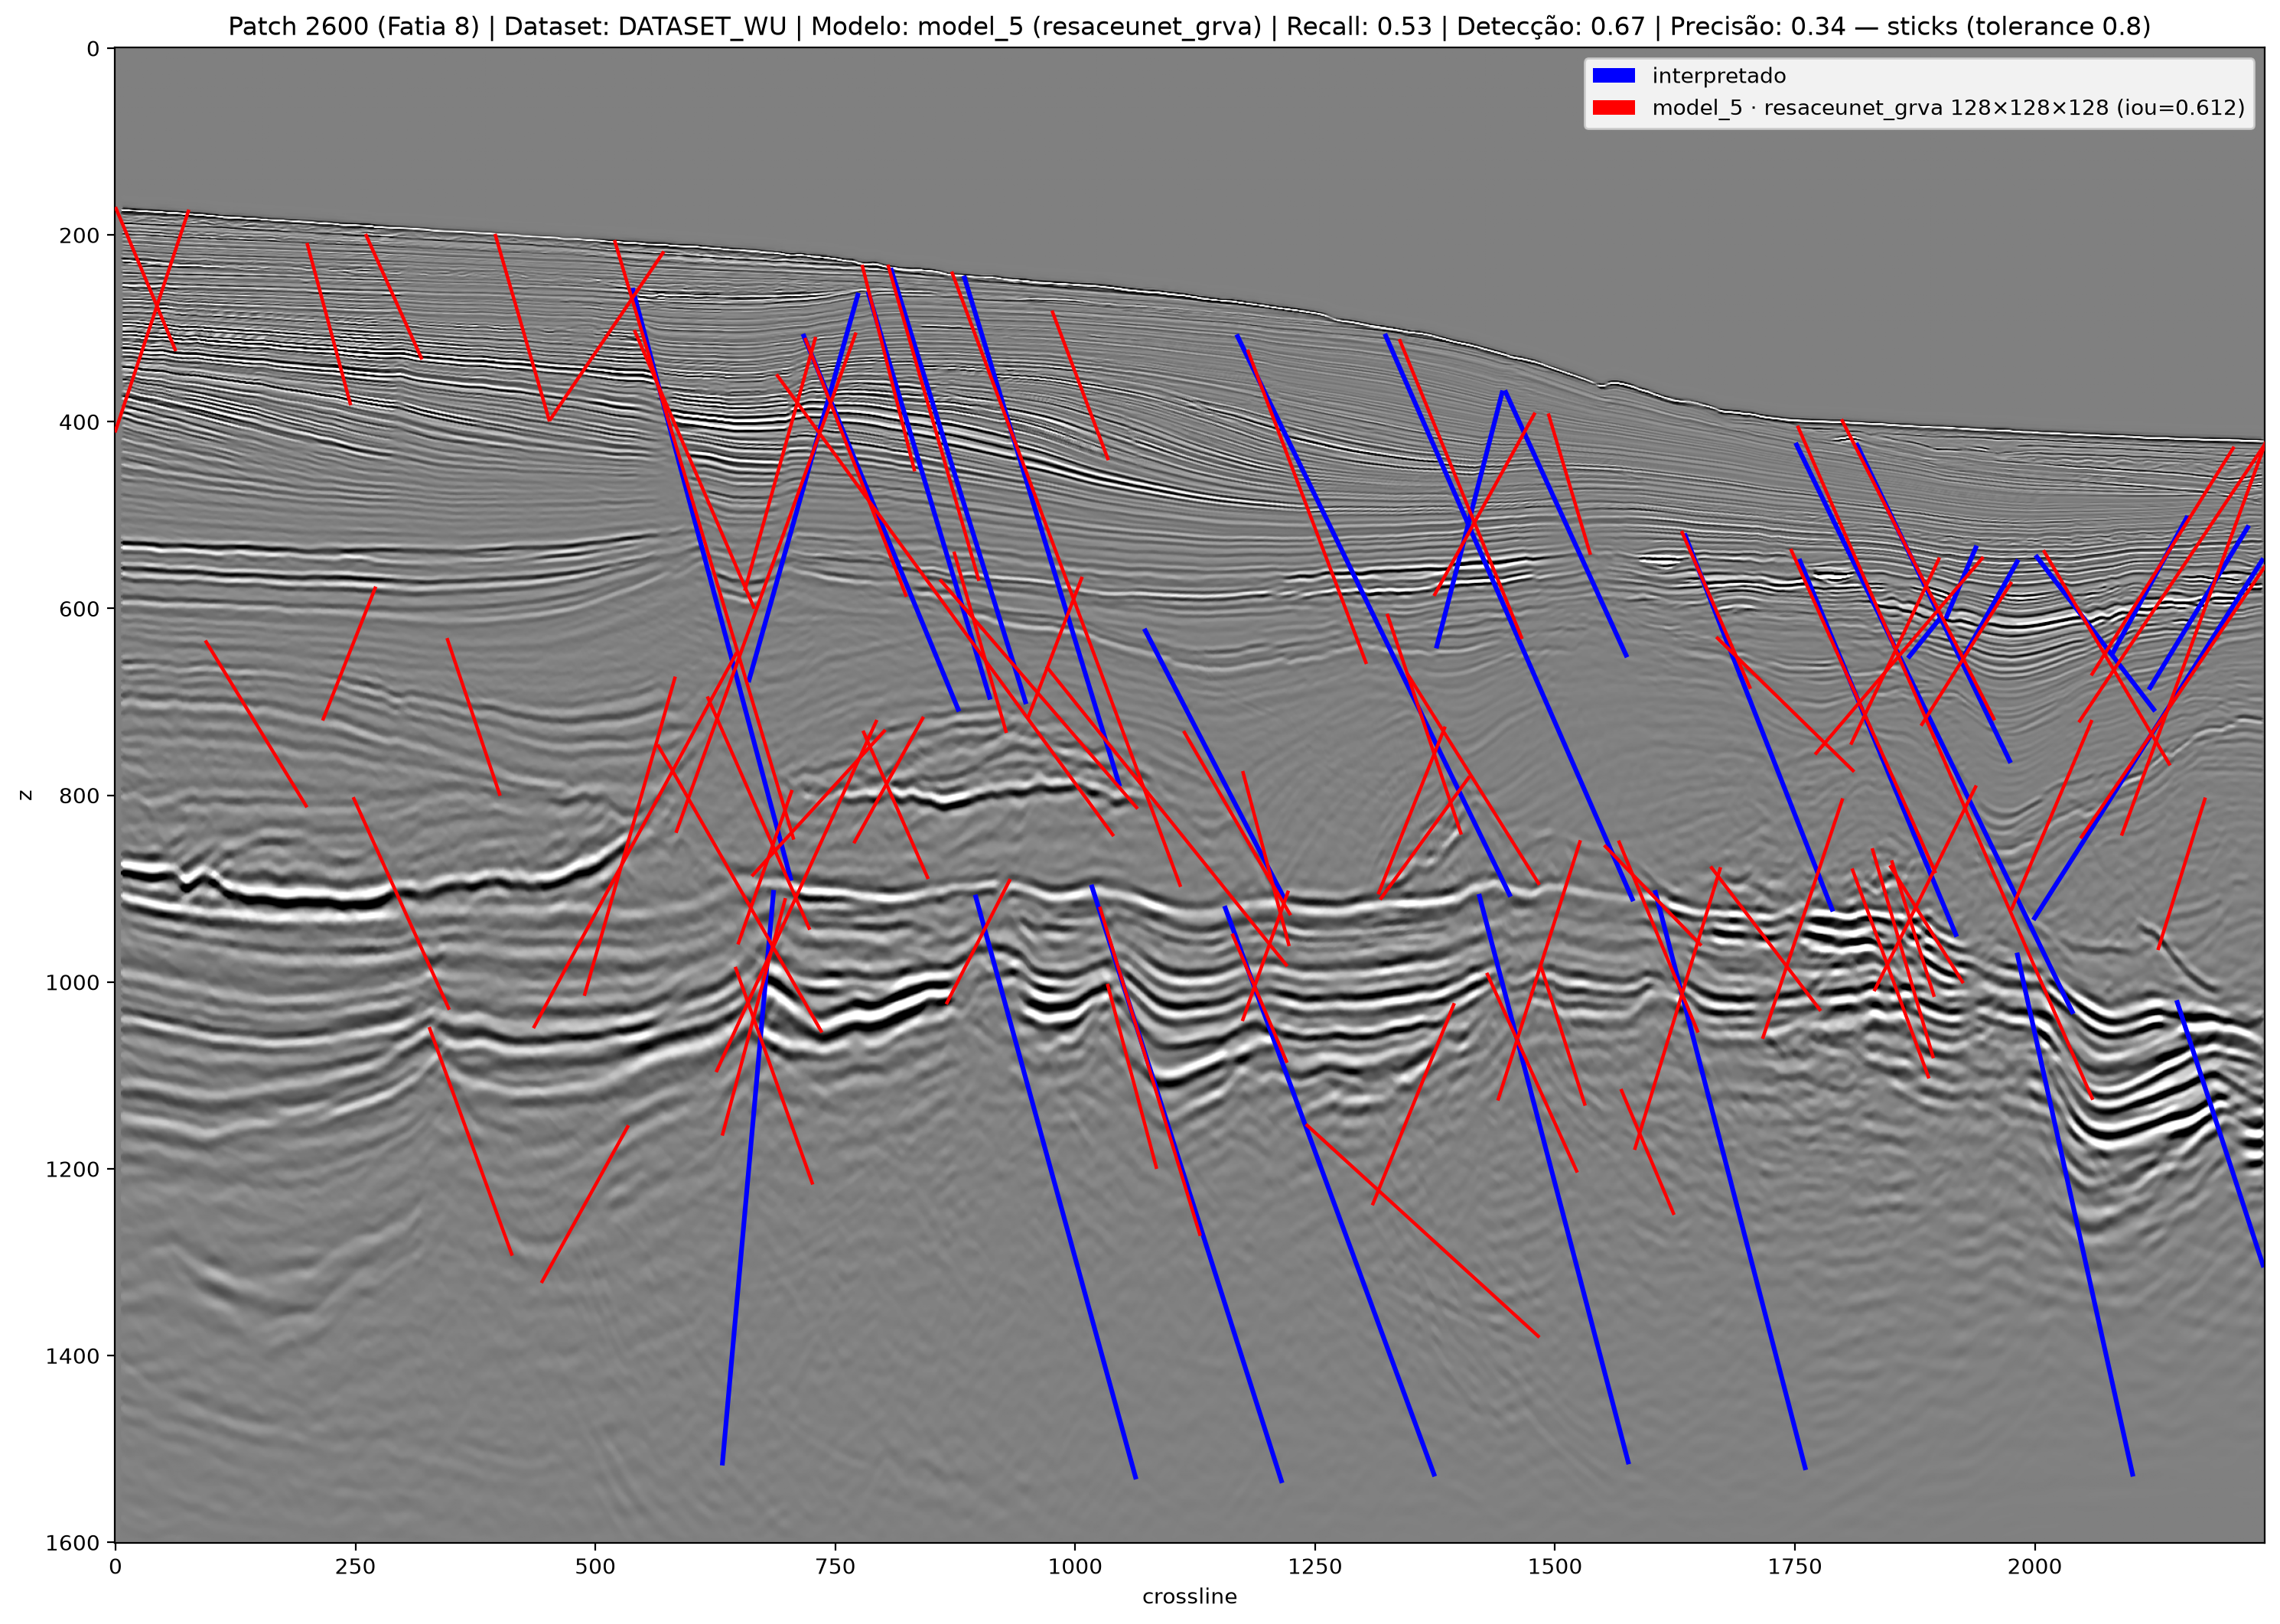 Patch 2600 (Fatia 8) | Dataset: DATASET_WU | Modelo: model_5 (resaceunet_grva) | Recall: 0.53 | Detecção: 0.67 | Precisão: 0.34 — sticks (tolerance 0.8)
interpretado
model_5 · resaceunet_grva 128×128×128 (iou=0.612)
0
200
400
600
800
1000
1200
1400
1600
z
0 250 500 750 1000 1250 1500 1750 2000
crossline